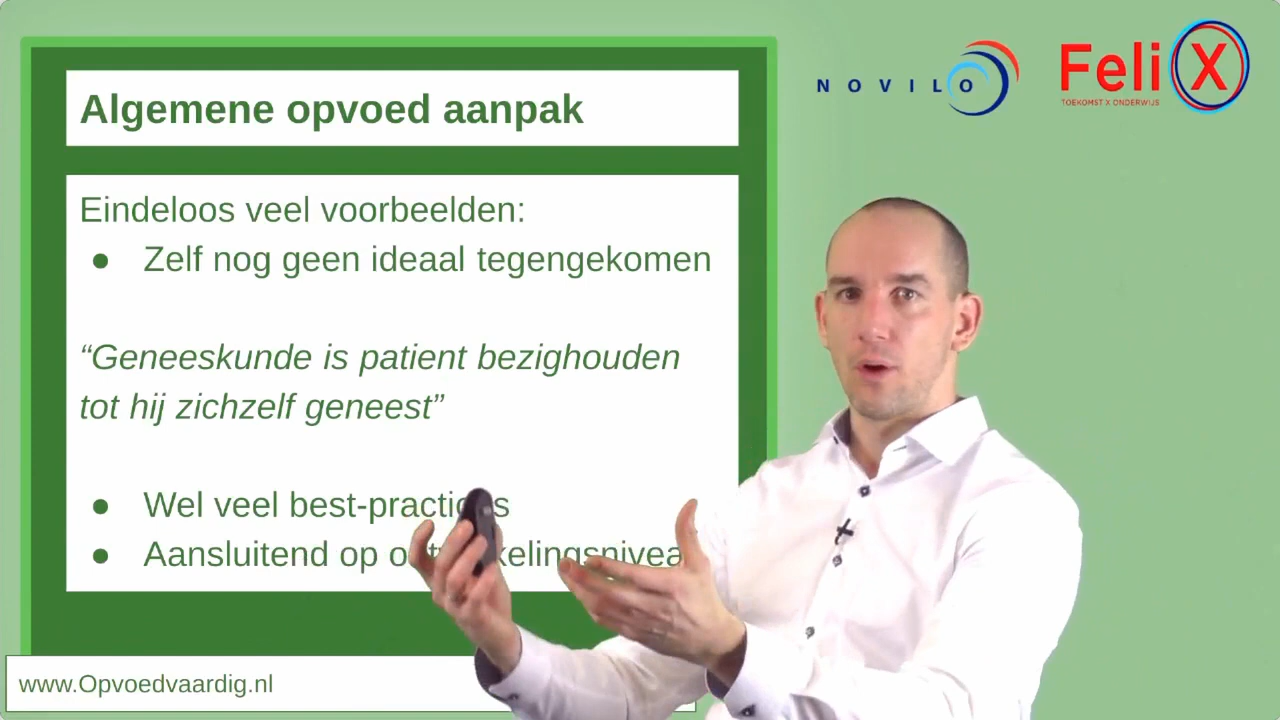 Algemene opvoed aanpak
NOVILO
FeliX
TOEKOMST X ONDERWIJS
Eindeloos veel voorbeelden:
● Zelf nog geen ideaal tegengekomen
“Geneeskunde is patient bezighouden
tot hij zichzelf geneest”
● Wel veel best-practices
● Aansluitend op
www.Opvoedvaardig.nl